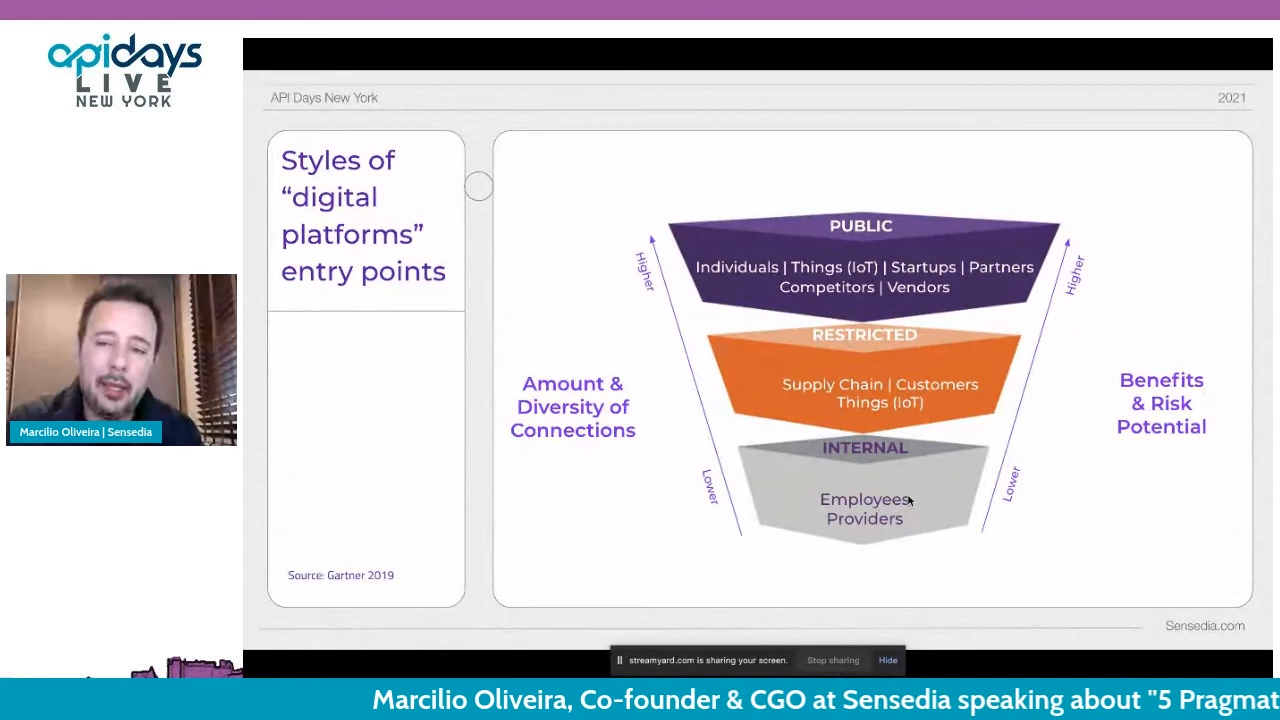 apidays
LIVE
NEW YORK
API Days New York
2021
Styles of
“digital
platforms”
entry points
Source: Gartner 2019
PUBLIC
Individuals | Things (IoT) | Startups | Partners
Competitors | Vendors
Higher
Higher
RESTRICTED
Supply Chain | Customers
Things (IoT)
Amount &
Diversity of
Connections
Benefits
& Risk
Potential
INTERNAL
Employees
Providers
Lower
Lower
Marcilio Oliveira | Sensedia
Sensedia.com
streamyard.com is sharing your screen.
Stop sharing
Hide
Marcilio Oliveira, Co-founder & CGO at Sensedia speaking about "5 Pragmat